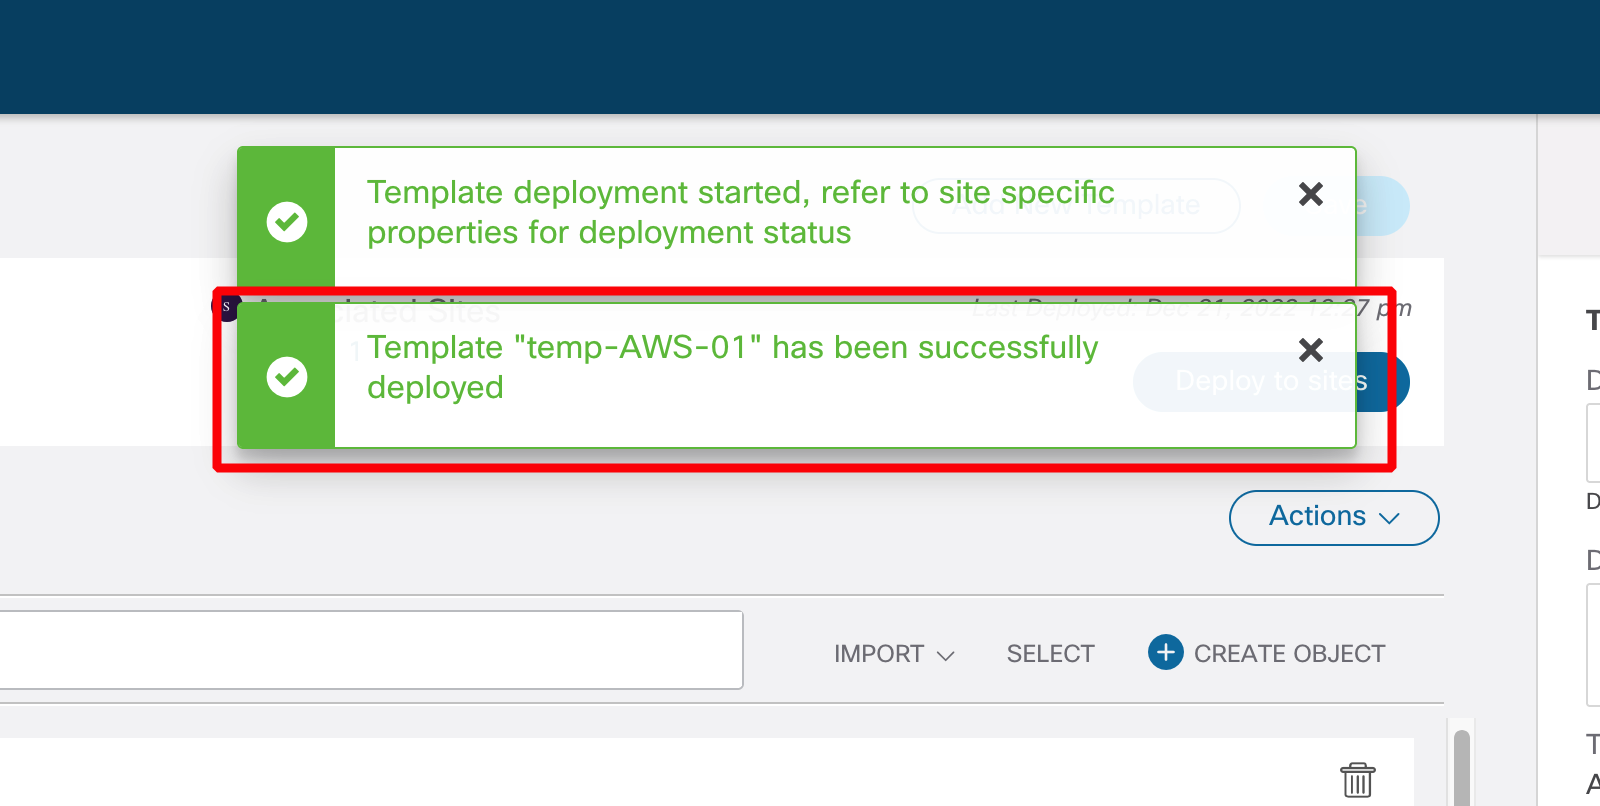 Template deployment started, refer to site specific
properties for deployment status
Add New Template
e
S
Associated Sites
Last Deployed: Dec 21, 2022 12:27 pm
1
Template "temp-AWS-01" has been successfully
deployed
Deploy to sites
Actions
IMPORT
SELECT
CREATE OBJECT
T
D
D
D
T
A